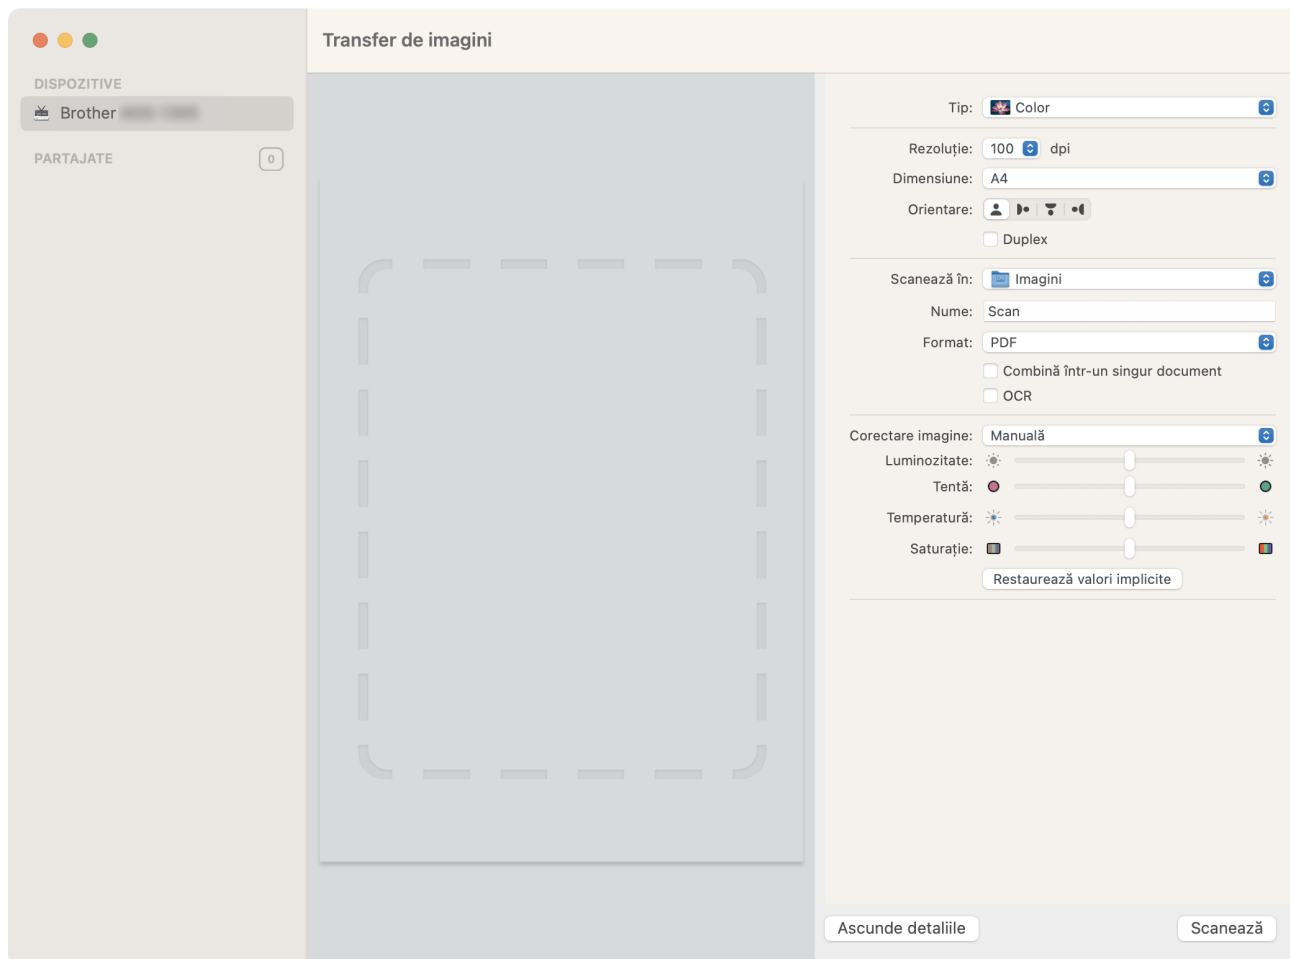 Transfer de imagini
DISPOZITIVE
Brother
PARTAJATE
0
Tip: Color
Rezoluție: 100 dpi
Dimensiune: A4
Orientare:
Duplex
Scanează în: Imagini
Nume: Scan
Format: PDF
Combină într-un singur document
OCR
Corectare imagine: Manuală
Luminozitate:
Tentă:
Temperatură:
Saturație:
Restaurează valori implicite
Ascunde detaliile
Scanează